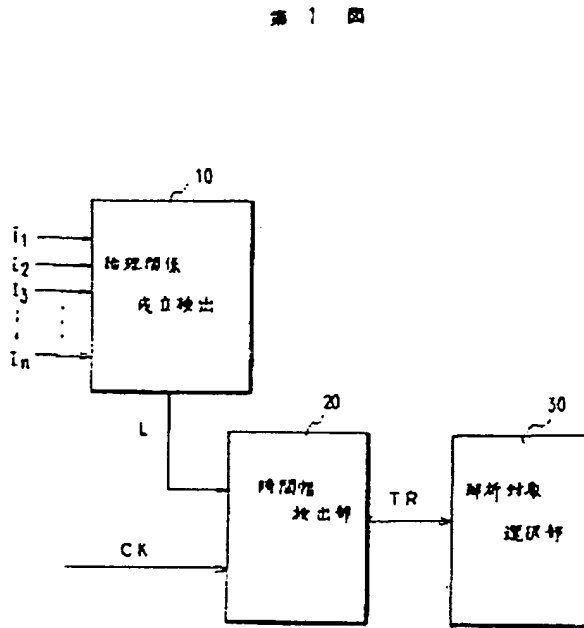 第 1 図
10
I1
I2
I3
In
論理関係
成立検出
L
20
時間幅
検出部
CK
TR
30
解析対象
選択部